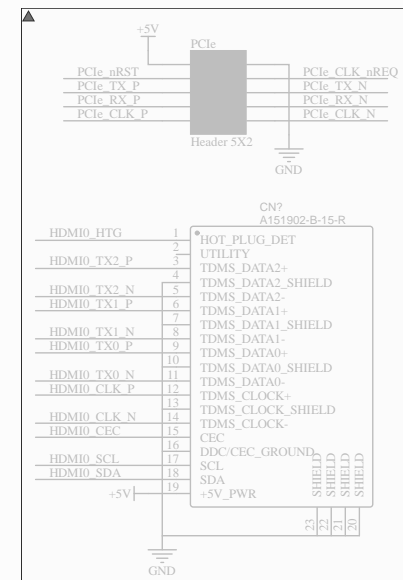 +5V
PCIe
PCIe_nRST PCIe_CLK_nREQ
PCIe_TX_P PCIe_TX_N
PCIe_RX_P PCIe_RX_N
PCIe_CLK_P PCIe_CLK_N
Header 5X2
GND
CN?
A151902-B-15-R
HDMI0_HTG 1 HOT_PLUG_DET
2 UTILITY
HDMI0_TX2_P 3 TDMS_DATA2+
4 TDMS_DATA2_SHIELD
HDMI0_TX2_N 5 TDMS_DATA2-
HDMI0_TX1_P 6 TDMS_DATA1+
7 TDMS_DATA1_SHIELD
HDMI0_TX1_N 8 TDMS_DATA1-
HDMI0_TX0_P 9 TDMS_DATA0+
10 TDMS_DATA0_SHIELD
HDMI0_TX0_N 11 TDMS_DATA0-
HDMI0_CLK_P 12 TDMS_CLOCK+
13 TDMS_CLOCK_SHIELD
HDMI0_CLK_N 14 TDMS_CLOCK-
HDMI0_CEC 15 CEC
16 DDC/CEC_GROUND
HDMI0_SCL 17 SCL
HDMI0_SDA 18 SDA
+5V 19 +5V_PWR
SHIELD SHIELD SHIELD SHIELD
23 22 21 20
GND